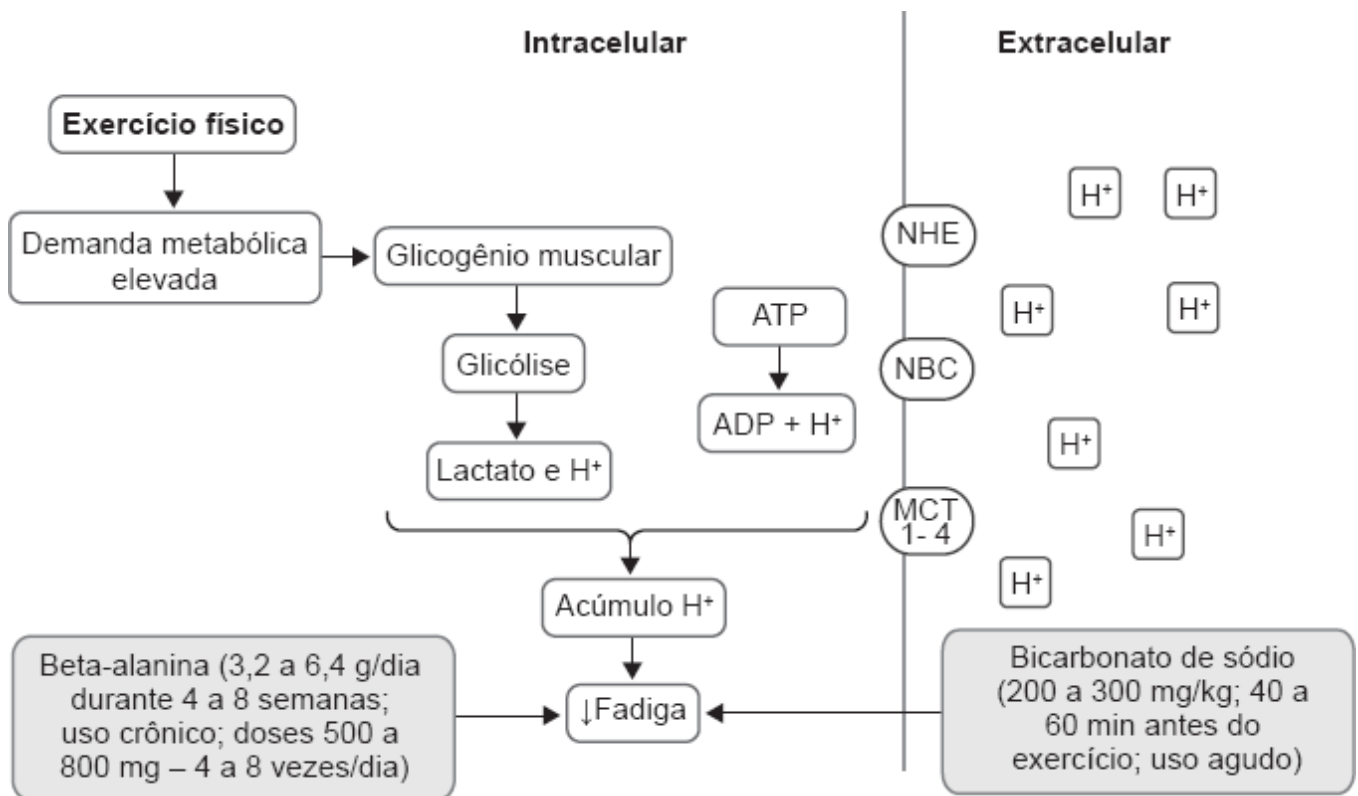 Intracelular
Extracelular
Exercício físico
Demanda metabólica
elevada
Glicogênio muscular
Glicólise
Lactato e H⁺
ATP
ADP + H⁺
NHE
NBC
MCT
1- 4
H⁺
H⁺
H⁺
H⁺
H⁺
H⁺
H⁺
Acúmulo H⁺
↓Fadiga
Beta-alanina (3,2 a 6,4 g/dia
durante 4 a 8 semanas;
uso crônico; doses 500 a
800 mg – 4 a 8 vezes/dia)
Bicarbonato de sódio
(200 a 300 mg/kg; 40 a
60 min antes do
exercício; uso agudo)